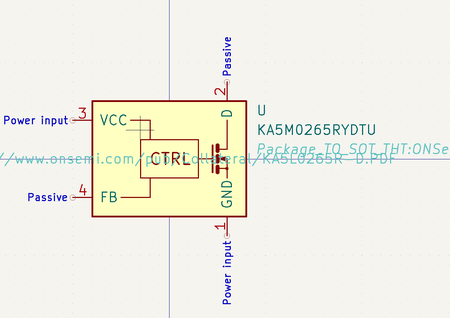 Passive
2
D
U
KA5M0265RYDTU
Package_TO_SOT_THT:ONSe
Power input
3
VCC
//www.onsemi.com/pub/Collateral/KA5L0265R-D.PDF
CTRL
Passive
4
FB
GND
1
Power input